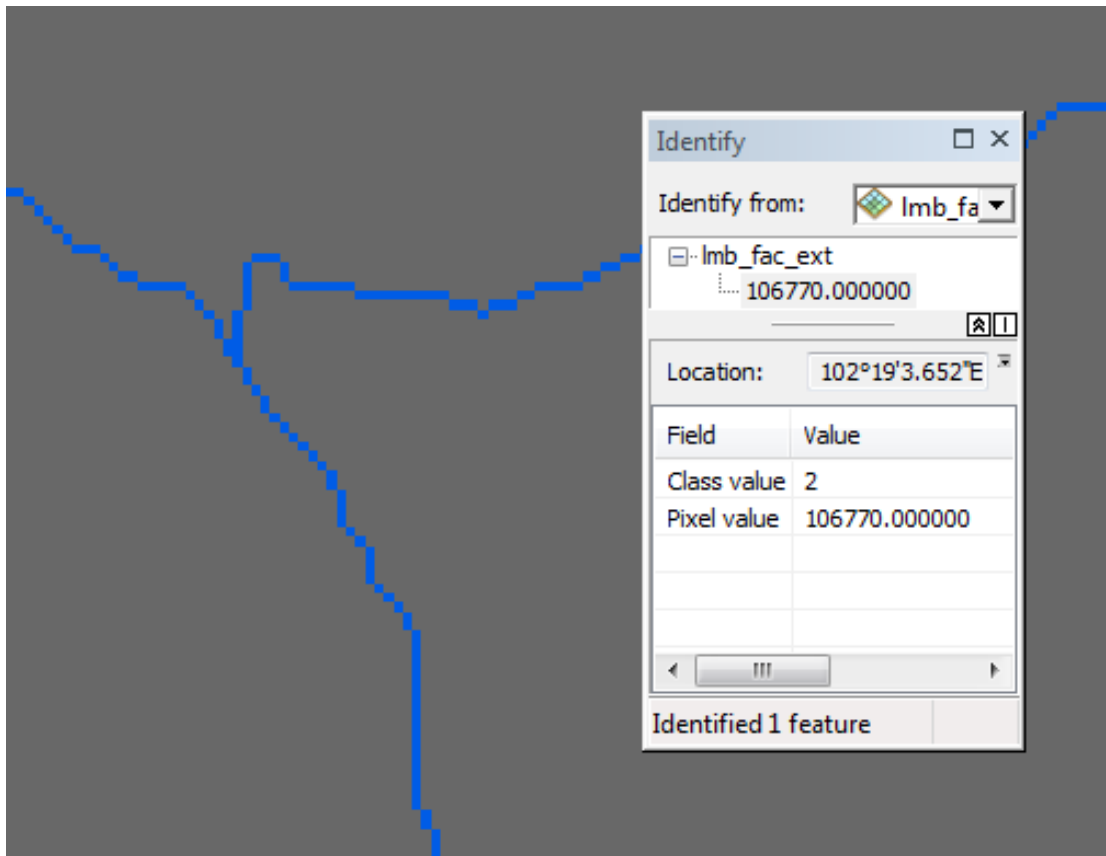 Identify
Identify from: lmb_fa
lmb_fac_ext
106770.000000
Location: 102°19'3.652"E
Field Value
Class value 2
Pixel value 106770.000000
Identified 1 feature